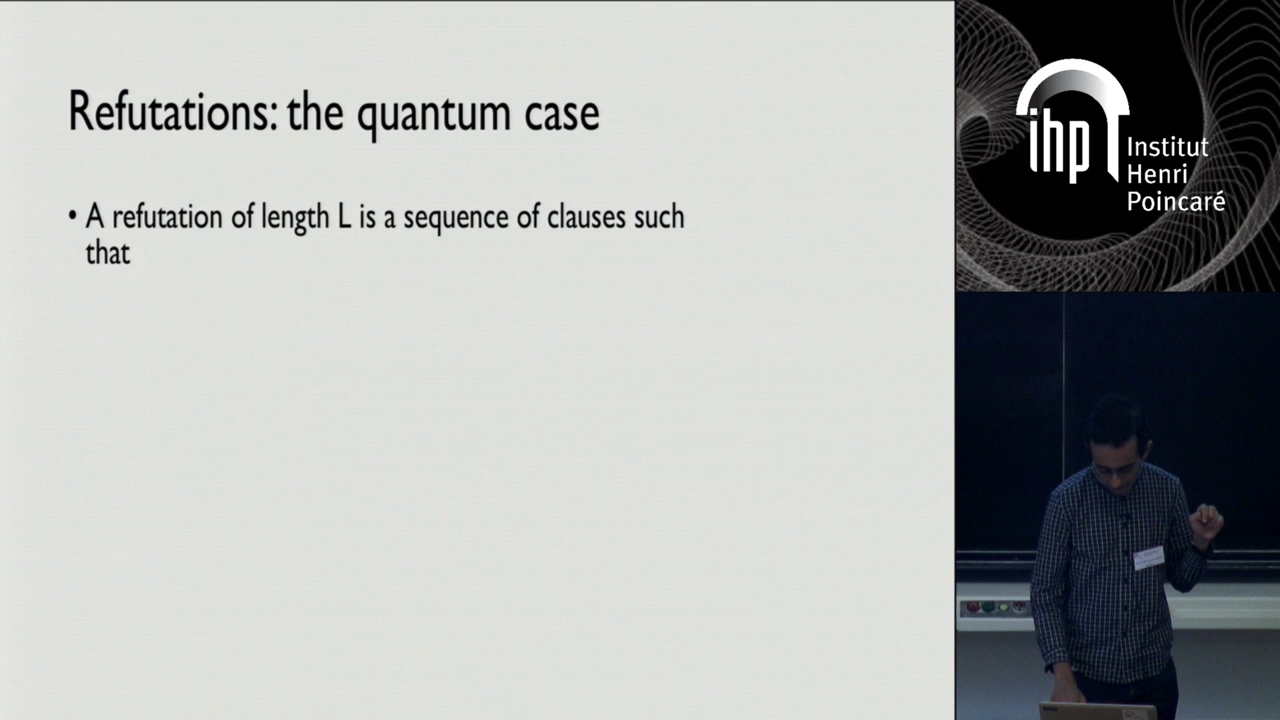 Refutations: the quantum case
• A refutation of length L is a sequence of clauses such
that
ihp
Institut
Henri
Poincaré